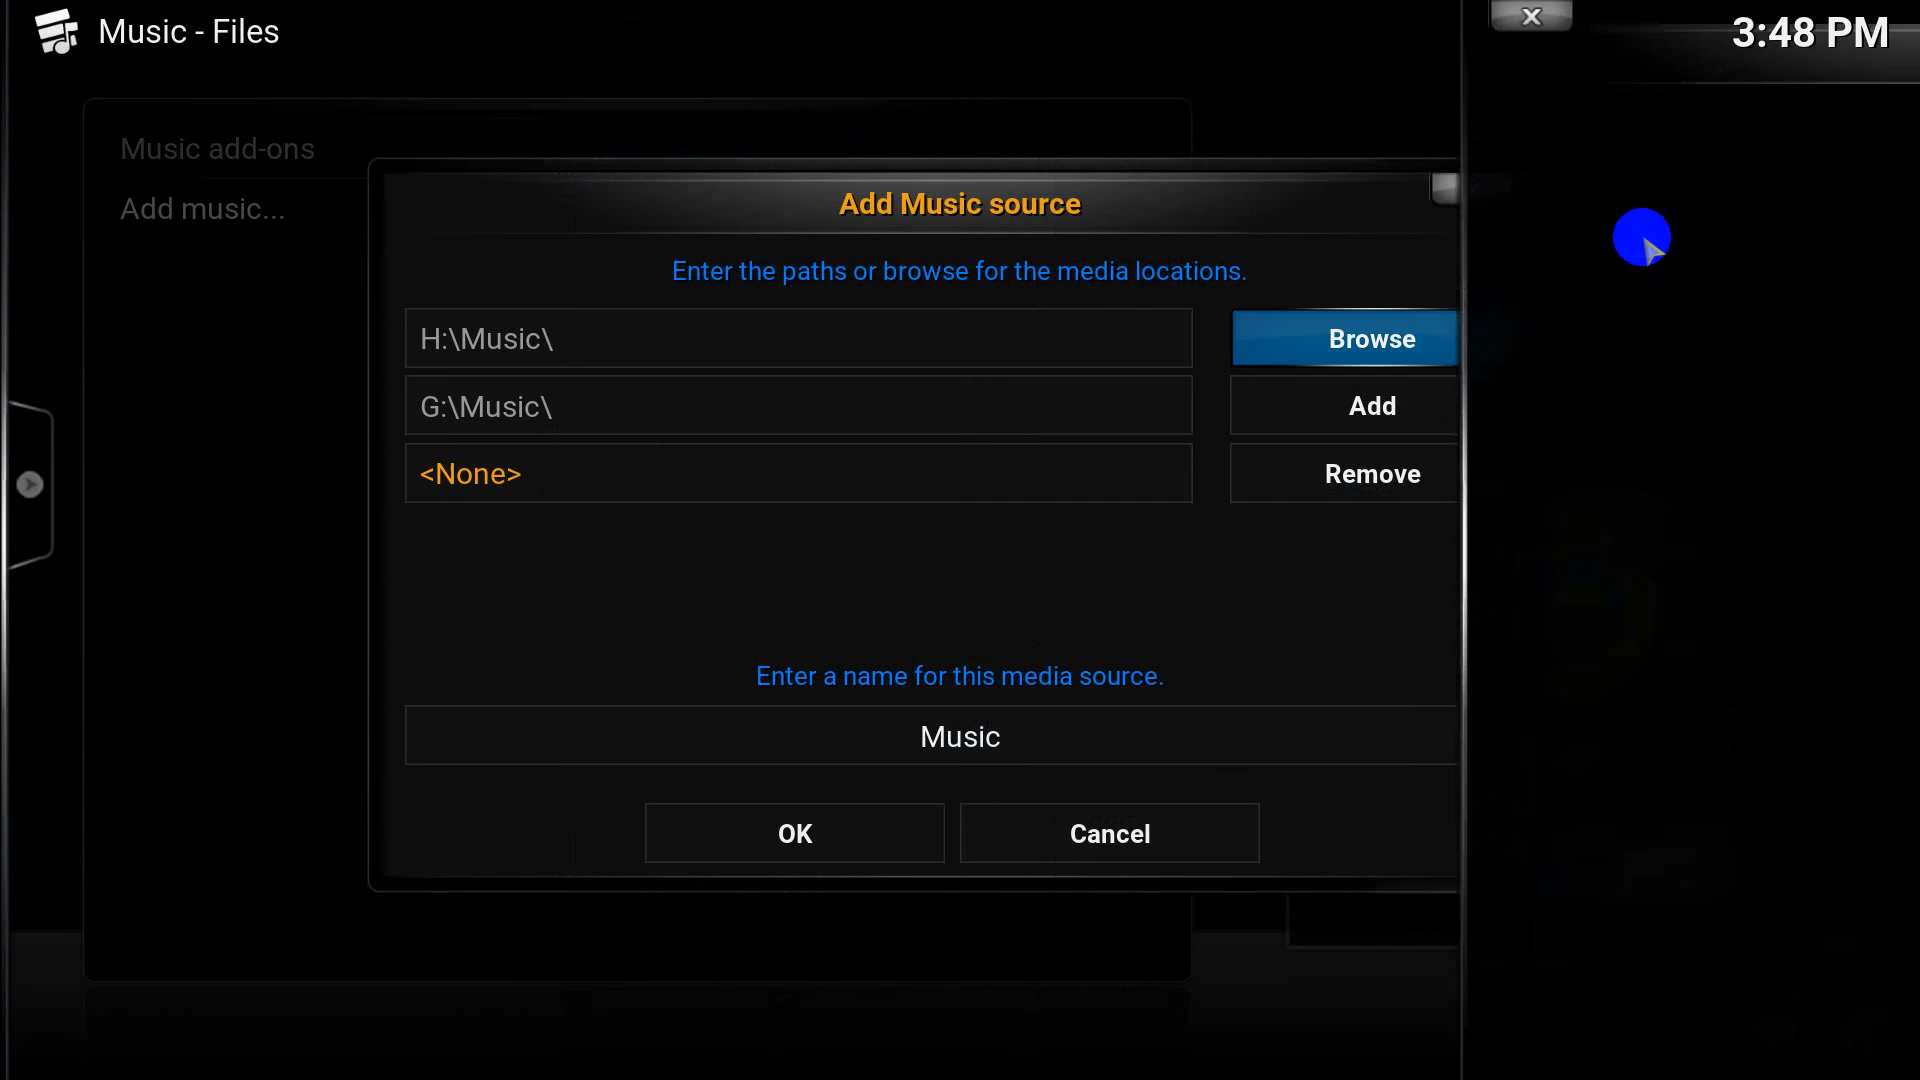 Music - Files
X
3:48 PM
Music add-ons
Add music...
Add Music source
Enter the paths or browse for the media locations.
H:\Music\
Browse
G:\Music\
Add
<None>
Remove
Enter a name for this media source.
Music
OK
Cancel